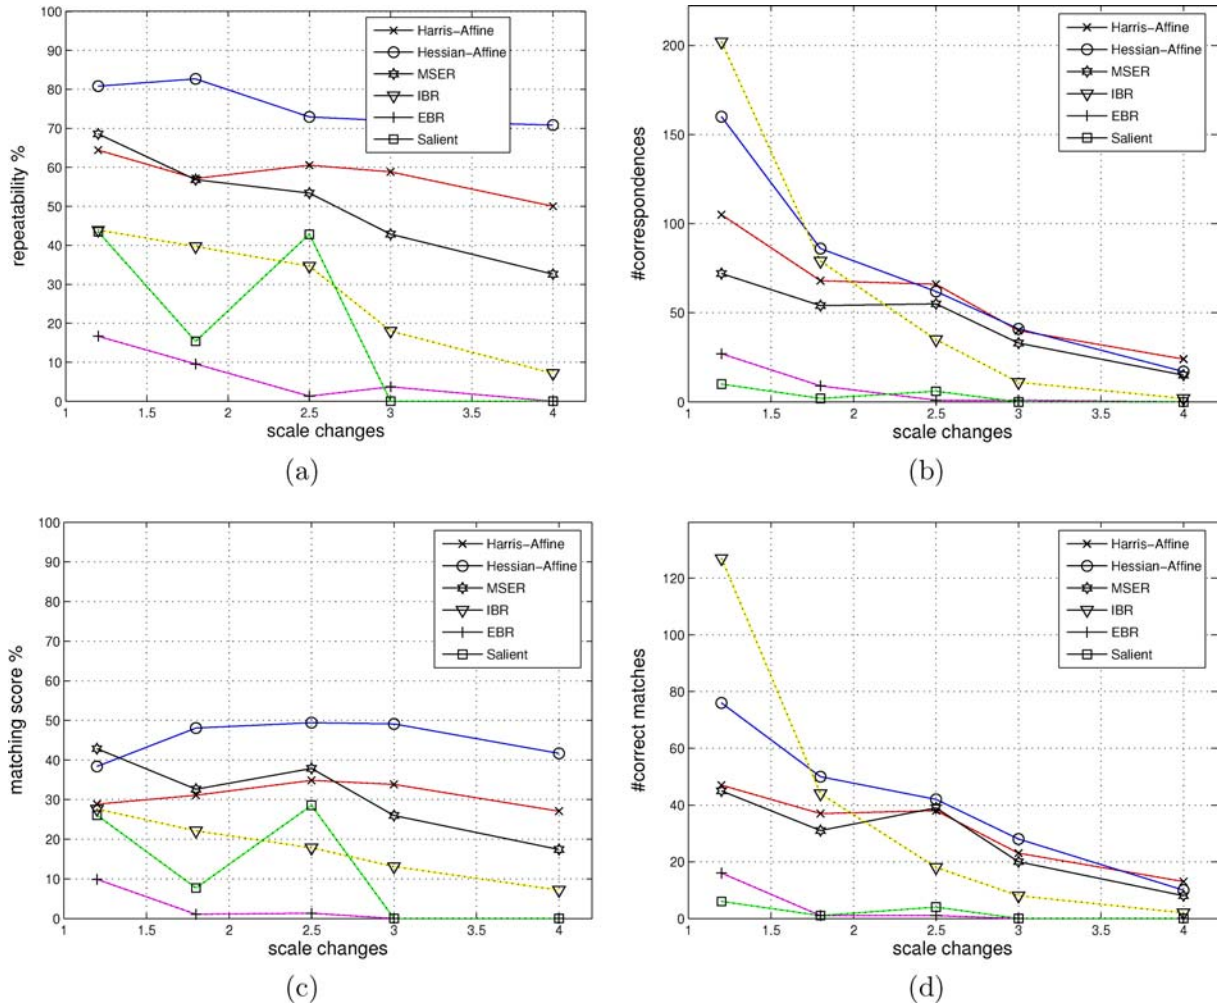 100
90
80
70
60
50
40
30
20
10
0
repeatability %
1 1.5 2 2.5 3 3.5 4
scale changes
Harris-Affine
Hessian-Affine
MSER
IBR
EBR
Salient
(a)
200
150
100
50
0
#correspondences
1 1.5 2 2.5 3 3.5 4
scale changes
Harris-Affine
Hessian-Affine
MSER
IBR
EBR
Salient
(b)
100
90
80
70
60
50
40
30
20
10
0
matching score %
1 1.5 2 2.5 3 3.5 4
scale changes
Harris-Affine
Hessian-Affine
MSER
IBR
EBR
Salient
(c)
120
100
80
60
40
20
0
#correct matches
1 1.5 2 2.5 3 3.5 4
scale changes
Harris-Affine
Hessian-Affine
MSER
IBR
EBR
Salient
(d)